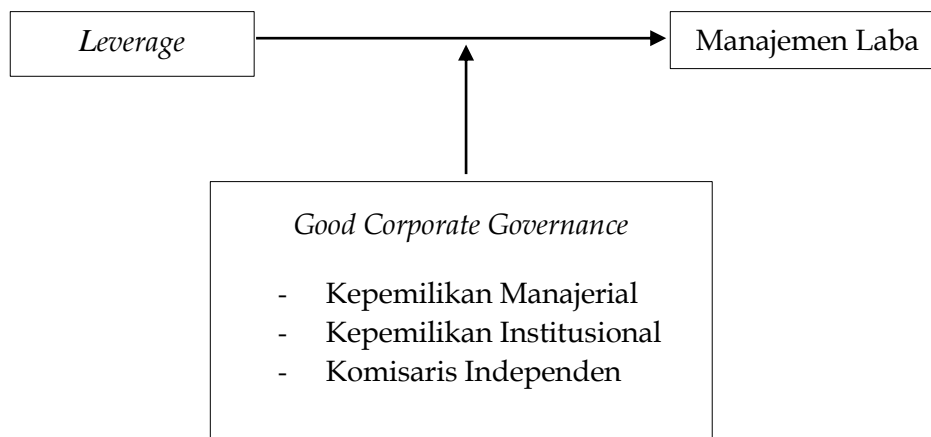 Leverage
Manajemen Laba
Good Corporate Governance
- Kepemilikan Manajerial
- Kepemilikan Institusional
- Komisaris Independen